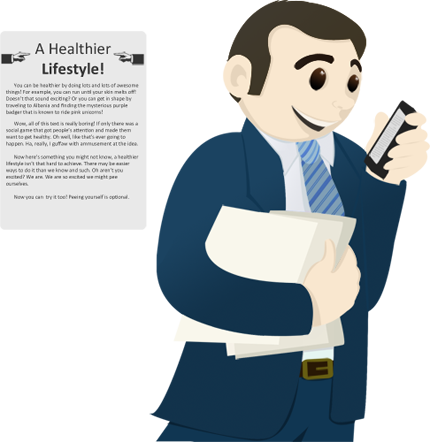 A Healthier
Lifestyle!
You can be healthier by doing lots and lots of awesome
things! For example, you can run until your skin melts off!
Doesn't that sound exciting? Or you can get in shape by
traveling to Albania and finding the mysterious purple
badger that is known to ride pink unicorns!
Wow, all of this text is really boring! If only there was a
social game that got people's attention and made them
want to get healthy. Oh well, like that's ever going to
happen. Ha, really, I guffaw with ammusement at the idea.
Now here's something you might not know, a healthier
lifestyle isn't that hard to achieve. There may be easier
ways to do it than we know and such. Oh aren't you
excited? We are. We are so excited we might pee
ourselves.
Now you can try it too! Peeing yourself is optional.